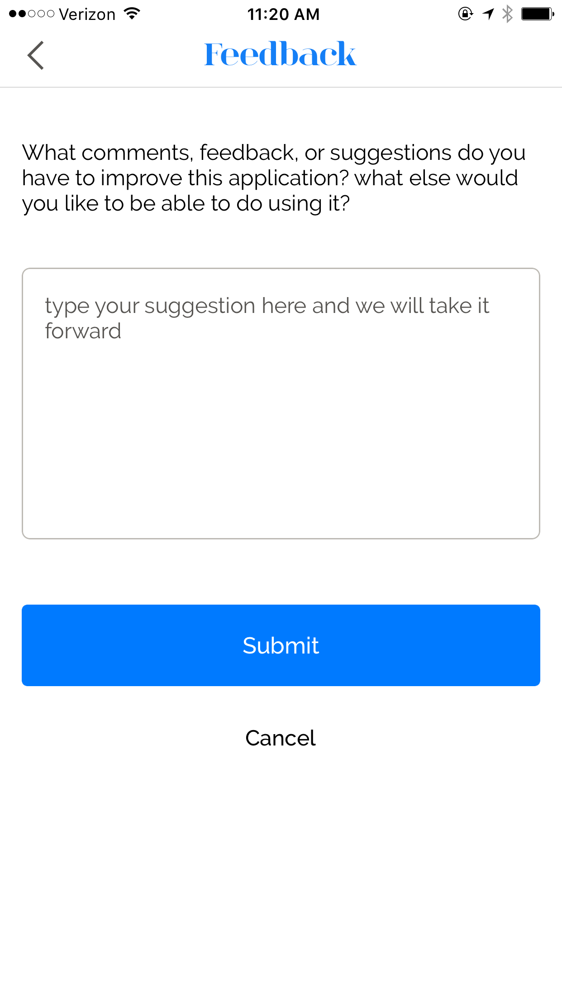 Verizon
11:20 AM
Feedback
What comments, feedback, or suggestions do you
have to improve this application? what else would
you like to be able to do using it?
type your suggestion here and we will take it
forward
Submit
Cancel